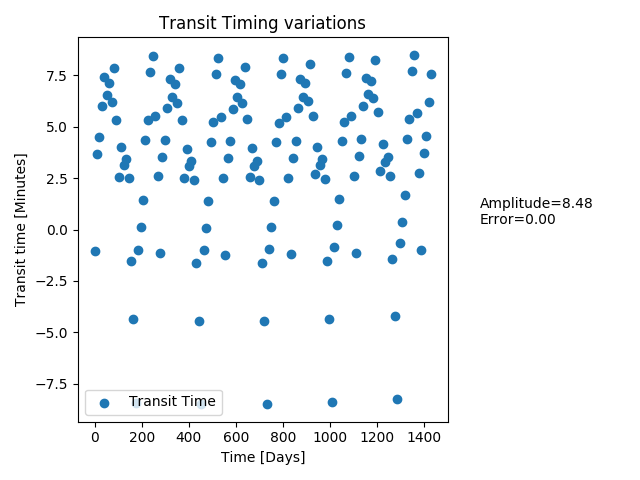 Transit Timing variations
7.5
5.0
2.5
0.0
−2.5
−5.0
−7.5
Transit time [Minutes]
Amplitude=8.48
Error=0.00
Transit Time
0 200 400 600 800 1000 1200 1400
Time [Days]